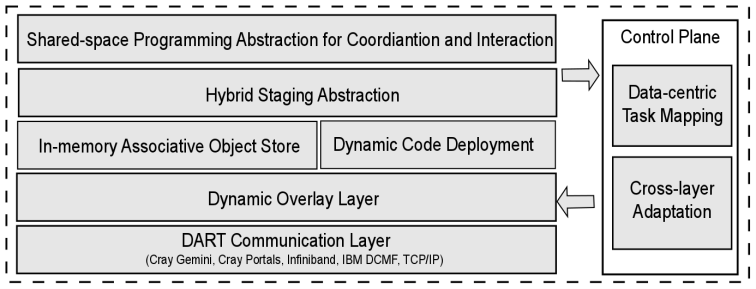 Shared-space Programming Abstraction for Coordiantion and Interaction
Hybrid Staging Abstraction
In-memory Associative Object Store
Dynamic Code Deployment
Dynamic Overlay Layer
DART Communication Layer
(Cray Gemini, Cray Portals, Infiniband, IBM DCMF, TCP/IP)
Control Plane
Data-centric
Task Mapping
Cross-layer
Adaptation